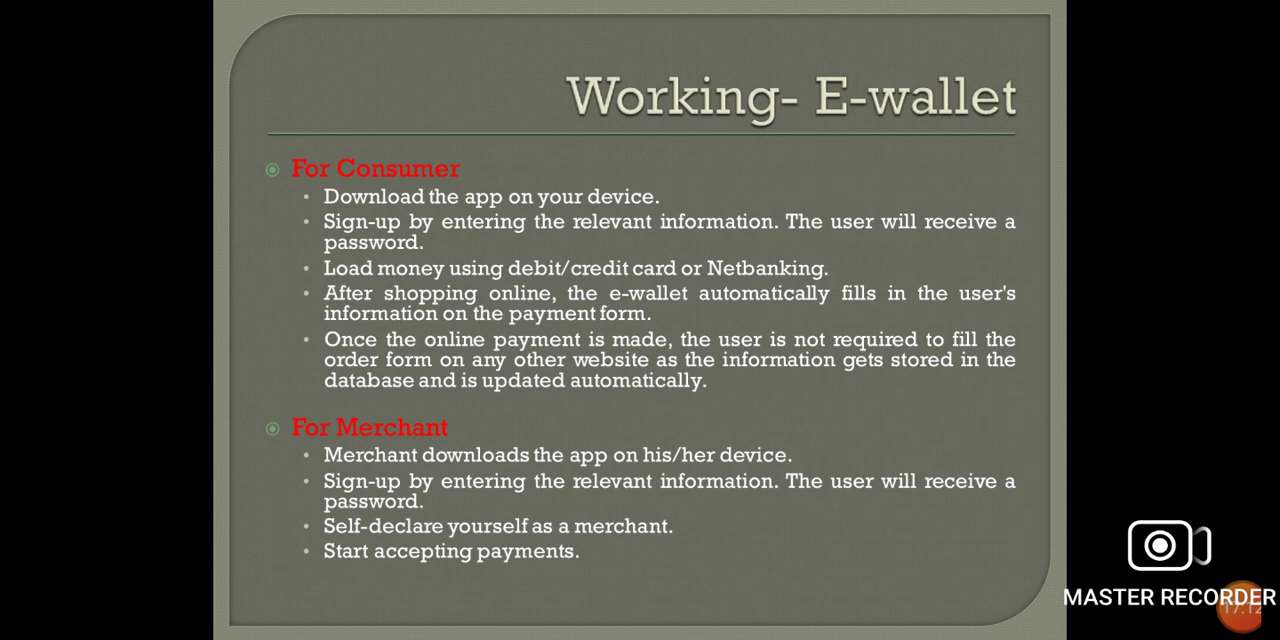 Working- E-wallet
For Consumer
Download the app on your device.
Sign-up by entering the relevant information. The user will receive a
password.
Load money using debit/credit card or Netbanking.
After shopping online, the e-wallet automatically fills in the user's
information on the payment form.
Once the online payment is made, the user is not required to fill the
order form on any other website as the information gets stored in the
database and is updated automatically.
For Merchant
Merchant downloads the app on his/her device.
Sign-up by entering the relevant information. The user will receive a
password.
Self-declare yourself as a merchant.
Start accepting payments.
MASTER RECORDER
17:12